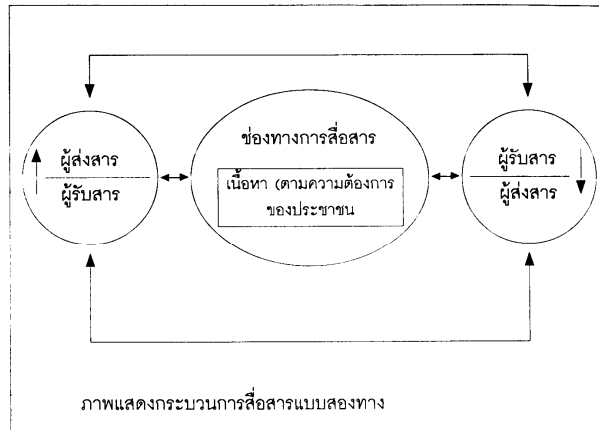 ช่องทางการสื่อสาร
ผู้ส่งสาร
ผู้รับสาร
เนื้อหา (ตามความต้องการ
ของประชาชน
ผู้รับสาร
ผู้ส่งสาร
ภาพแสดงกระบวนการสื่อสารแบบสองทาง